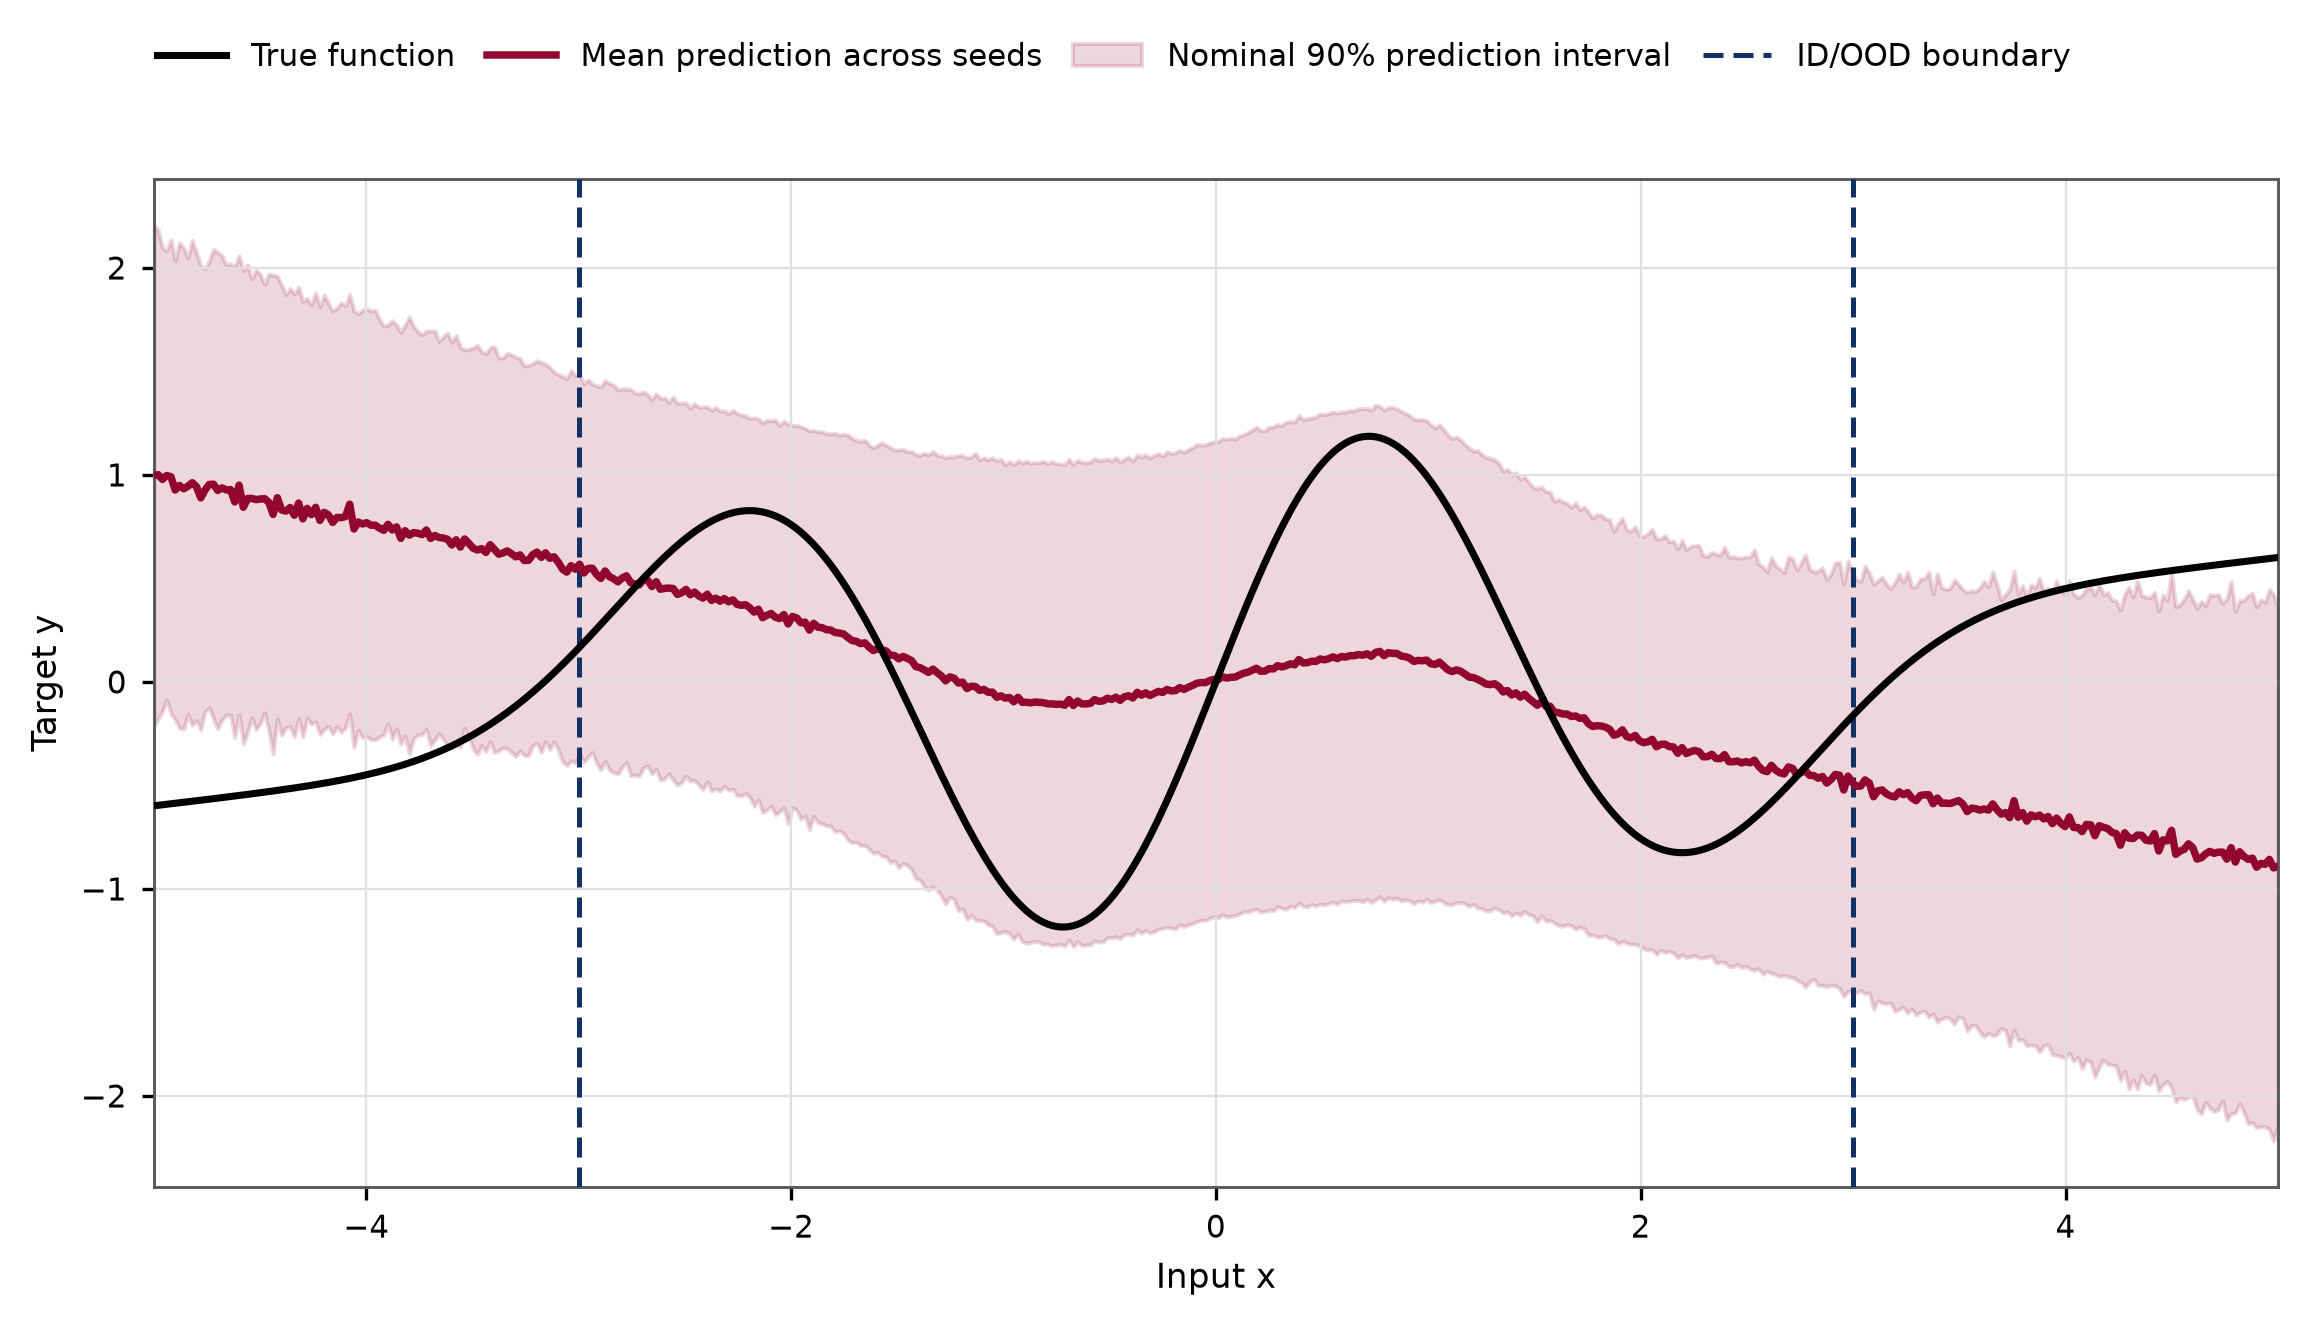 True function
Mean prediction across seeds
Nominal 90% prediction interval
ID/OOD boundary
Target y
2
1
0
−1
−2
−4
−2
0
2
4
Input x